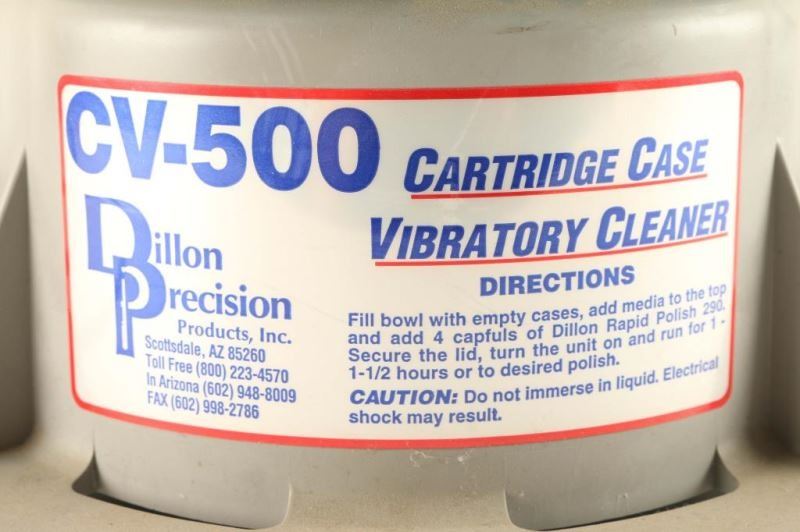 CV-500
CARTRIDGE CASE
VIBRATORY CLEANER
Dillon
Precision
Products, Inc.
Scottsdale, AZ 85260
Toll Free (800) 223-4570
In Arizona (602) 948-8009
FAX (602) 998-2786
DIRECTIONS
Fill bowl with empty cases, add media to the top
and add 4 capfuls of Dillon Rapid Polish 290.
Secure the lid, turn the unit on and run for 1 -
1-1/2 hours or to desired polish.
CAUTION: Do not immerse in liquid. Electrical
shock may result.